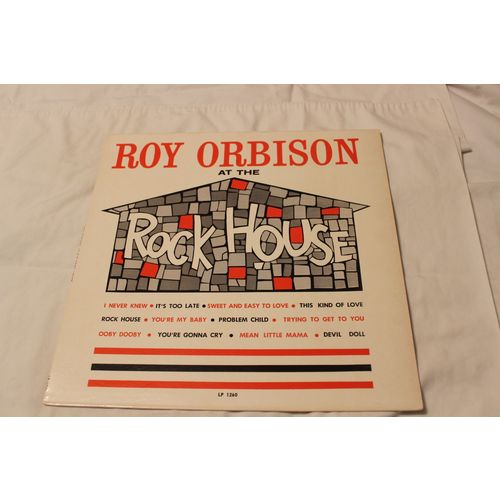 ROY ORBISON
AT THE
ROCK HOUSE
I NEVER KNEW • IT'S TOO LATE • SWEET AND EASY TO LOVE • THIS KIND OF LOVE
ROCK HOUSE • YOU'RE MY BABY • PROBLEM CHILD • TRYING TO GET TO YOU
OOBY DOOBY • YOU'RE GONNA CRY • MEAN LITTLE MAMA • DEVIL DOLL
LP 1260